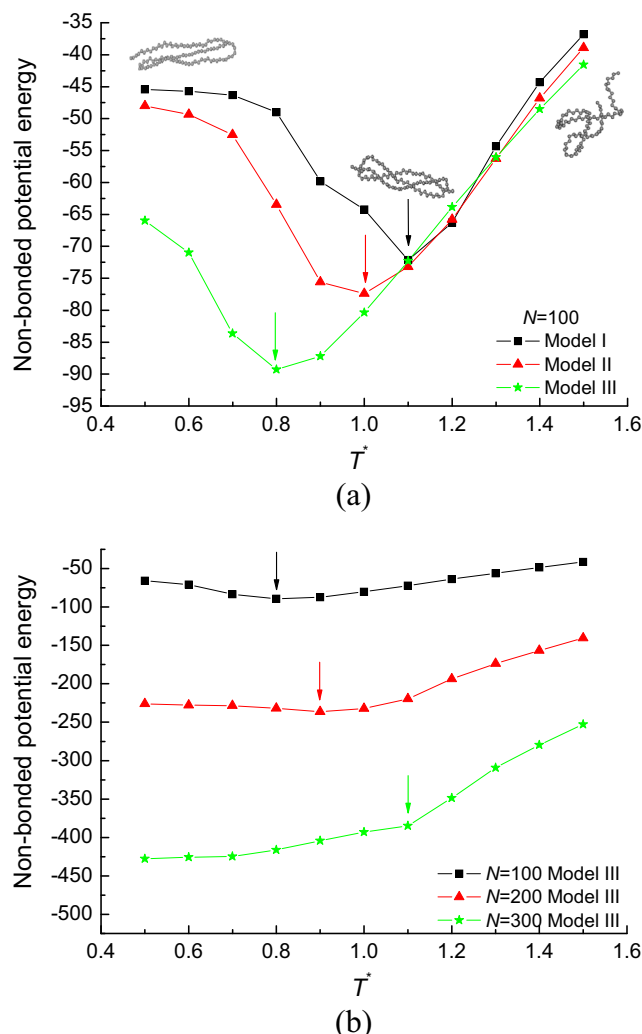 -35
-40
-45
-50
-55
-60
-65
-70
-75
-80
-85
-90
-95
Non-bonded potential energy
N=100
Model I
Model II
Model III
0.4 0.6 0.8 1.0 1.2 1.4 1.6
T*
(a)
-50
-100
-150
-200
-250
-300
-350
-400
-450
-500
Non-bonded potential energy
N=100 Model III
N=200 Model III
N=300 Model III
0.4 0.6 0.8 1.0 1.2 1.4 1.6
T*
(b)